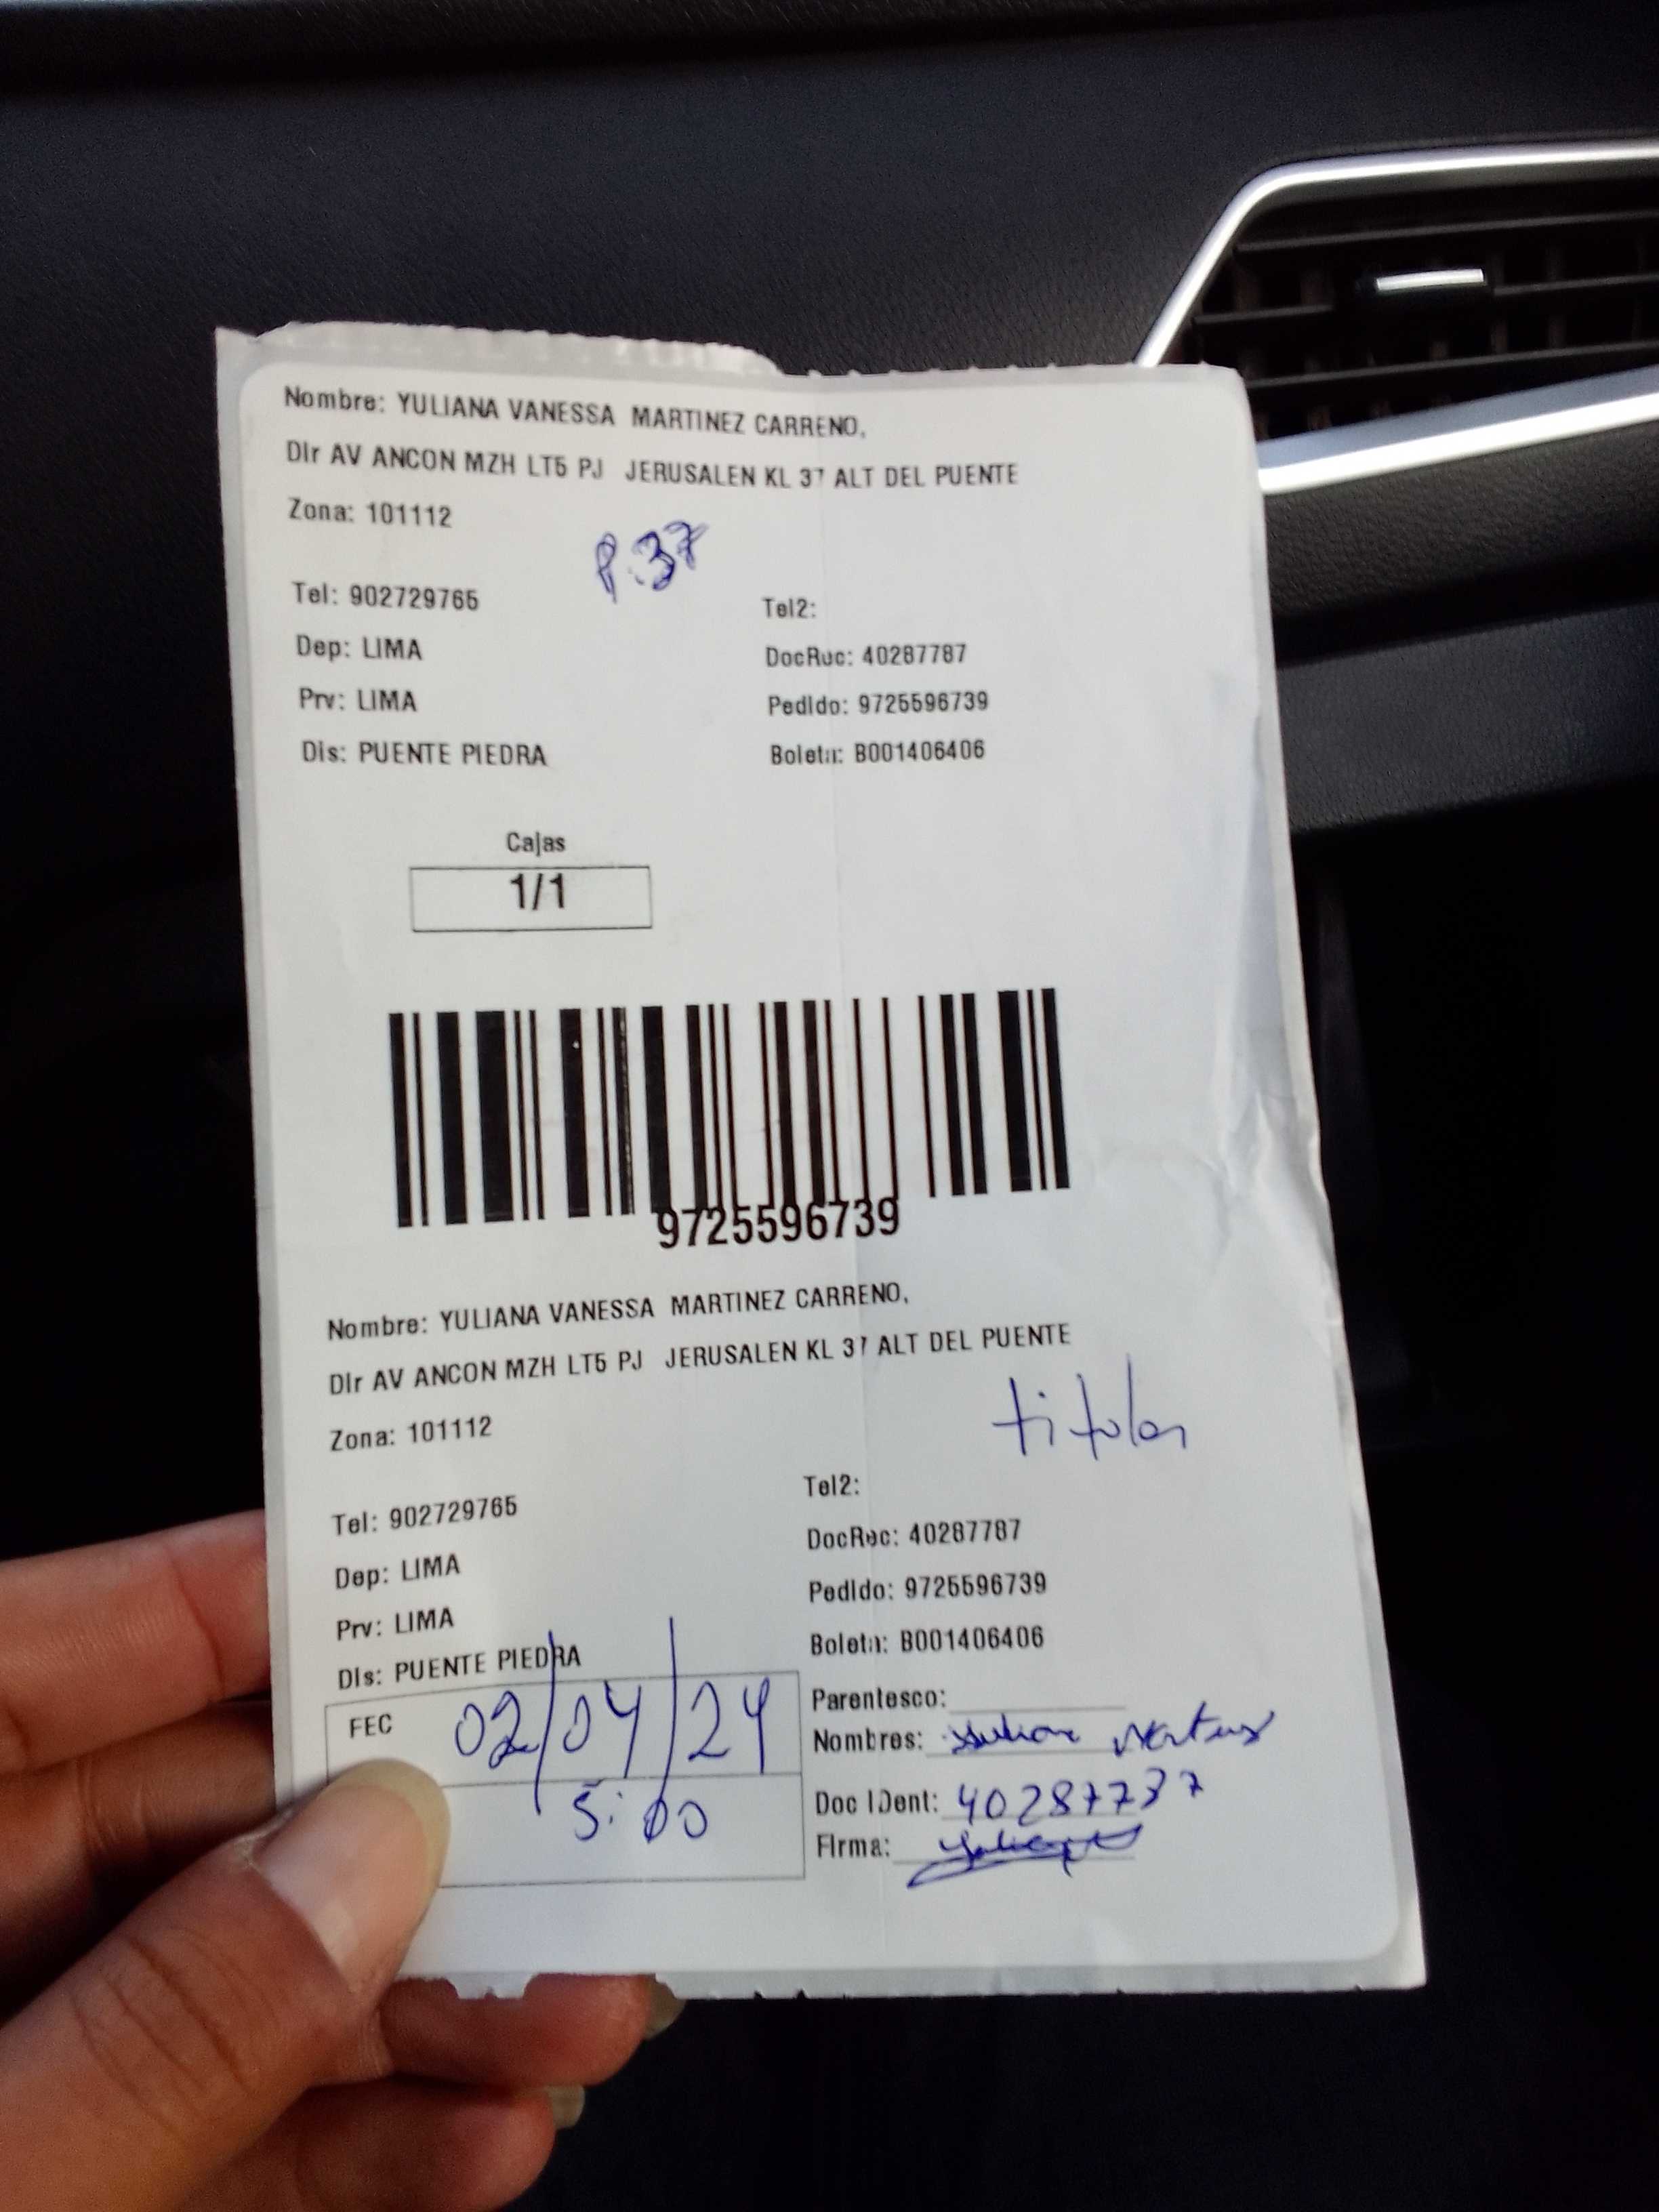 Nombre: YULIANA VANESSA MARTINEZ CARRENO,
Dir AV ANCON MZH LT5 PJ JERUSALEN KL 37 ALT DEL PUENTE
Zona: 101112
P.37
Tel: 902729765
Tel2:
Dep: LIMA
DocRec: 40287787
Prv: LIMA
Pedido: 9725596739
Dis: PUENTE PIEDRA
Boleta: B001406406
Cajas
1/1
9725596739
Nombre: YULIANA VANESSA MARTINEZ CARRENO,
Dir AV ANCON MZH LT5 PJ JERUSALEN KL 37 ALT DEL PUENTE
Zona: 101112
titular
Tel: 902729765
Tel2:
Dep: LIMA
DocRec: 40287787
Prv: LIMA
Pedido: 9725596739
Dis: PUENTE PIEDRA
Boleta: B001406406
FEC 02/04/24
5:00
Parentesco:
Nombres:
Doc IDent: 40287787
Firma: